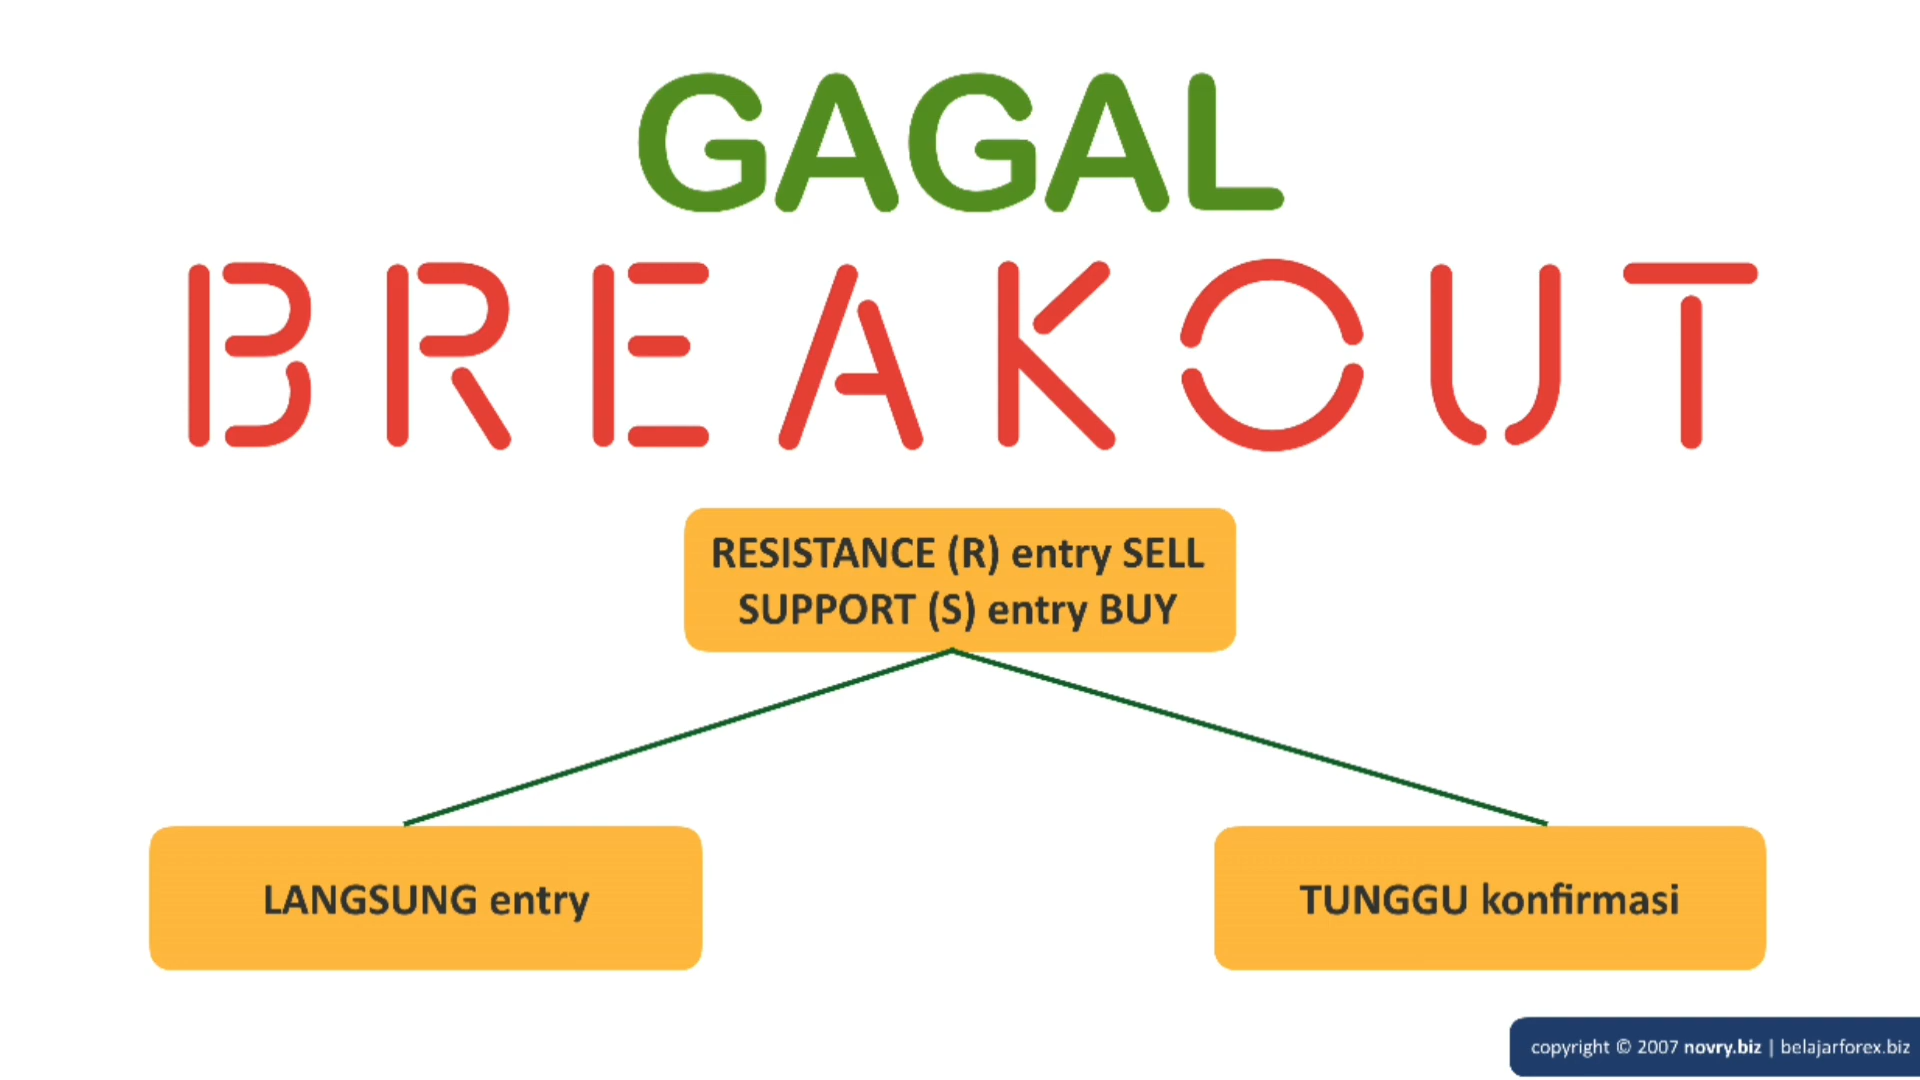 GAGAL
BREAKOUT
RESISTANCE (R) entry SELL
SUPPORT (S) entry BUY
LANGSUNG entry
TUNGGU konfirmasi
copyright © 2007 novry.biz | belajarforex.biz